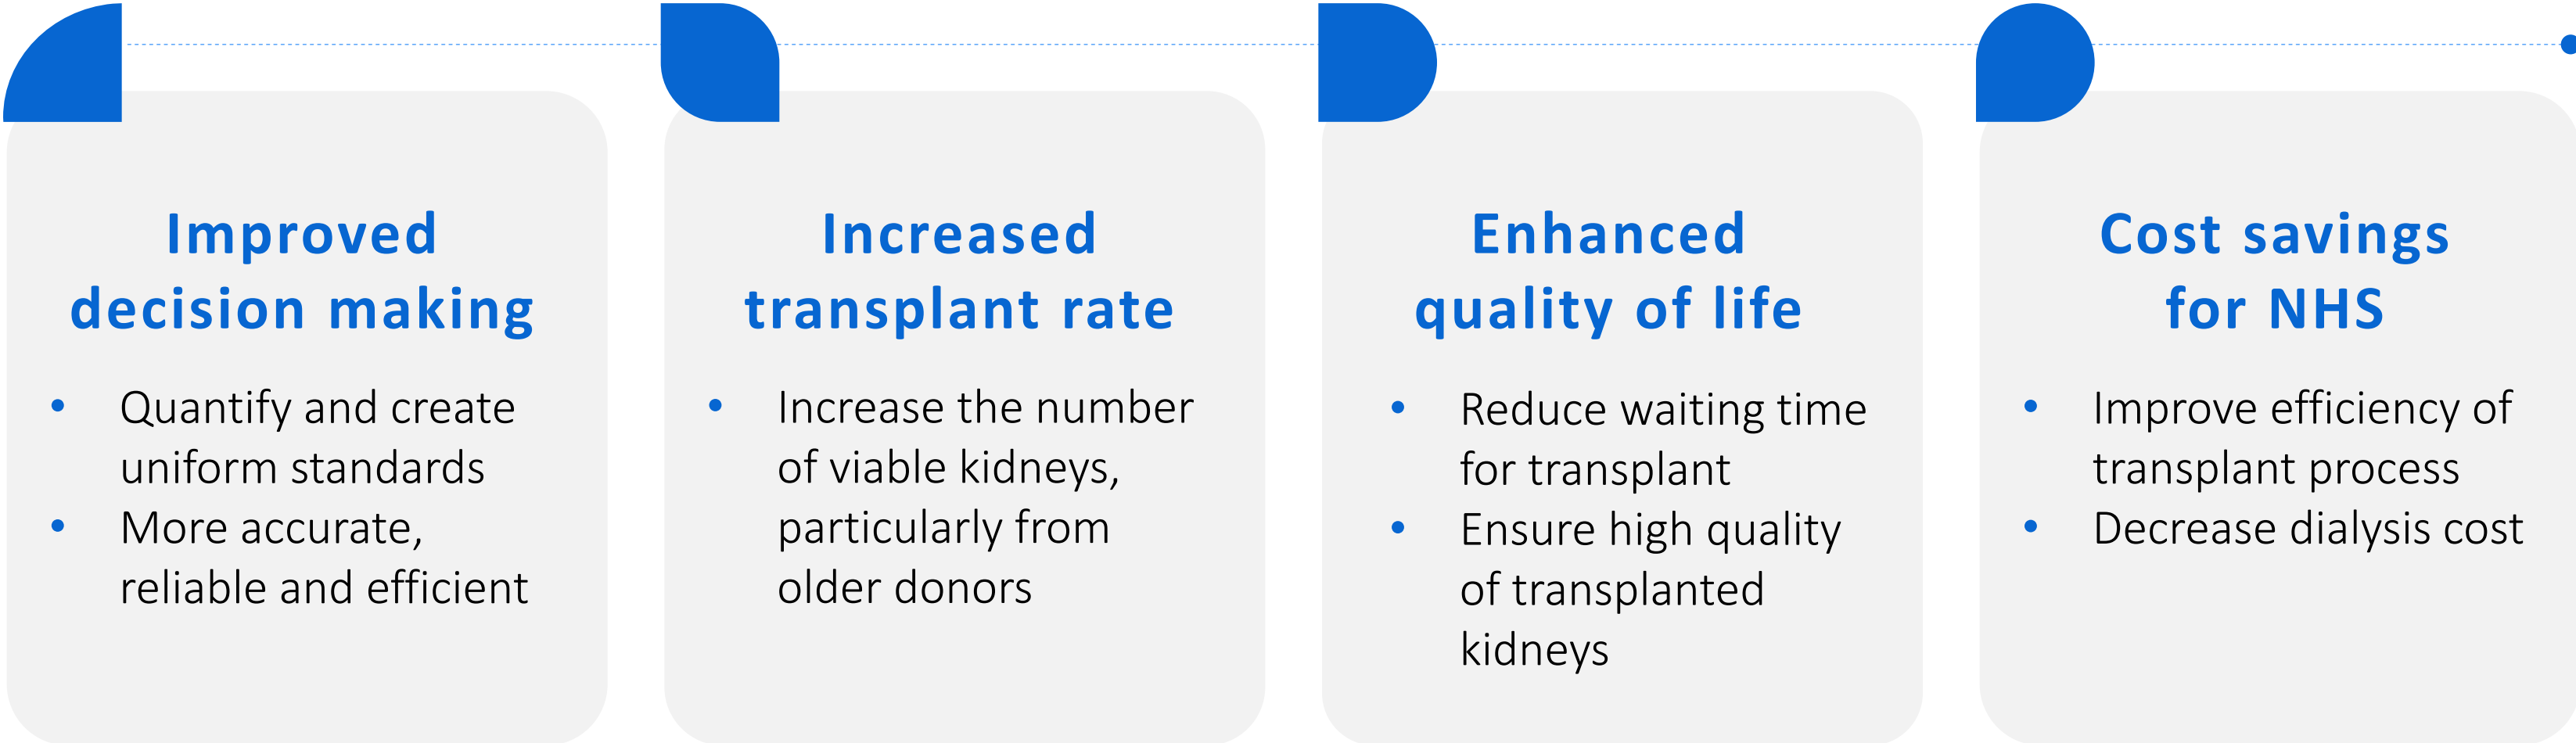 Improved
decision making
• Quantify and create
uniform standards
• More accurate,
reliable and efficient
Increased
transplant rate
• Increase the number
of viable kidneys,
particularly from
older donors
Enhanced
quality of life
• Reduce waiting time
for transplant
• Ensure high quality
of transplanted
kidneys
Cost savings
for NHS
• Improve efficiency of
transplant process
• Decrease dialysis cost